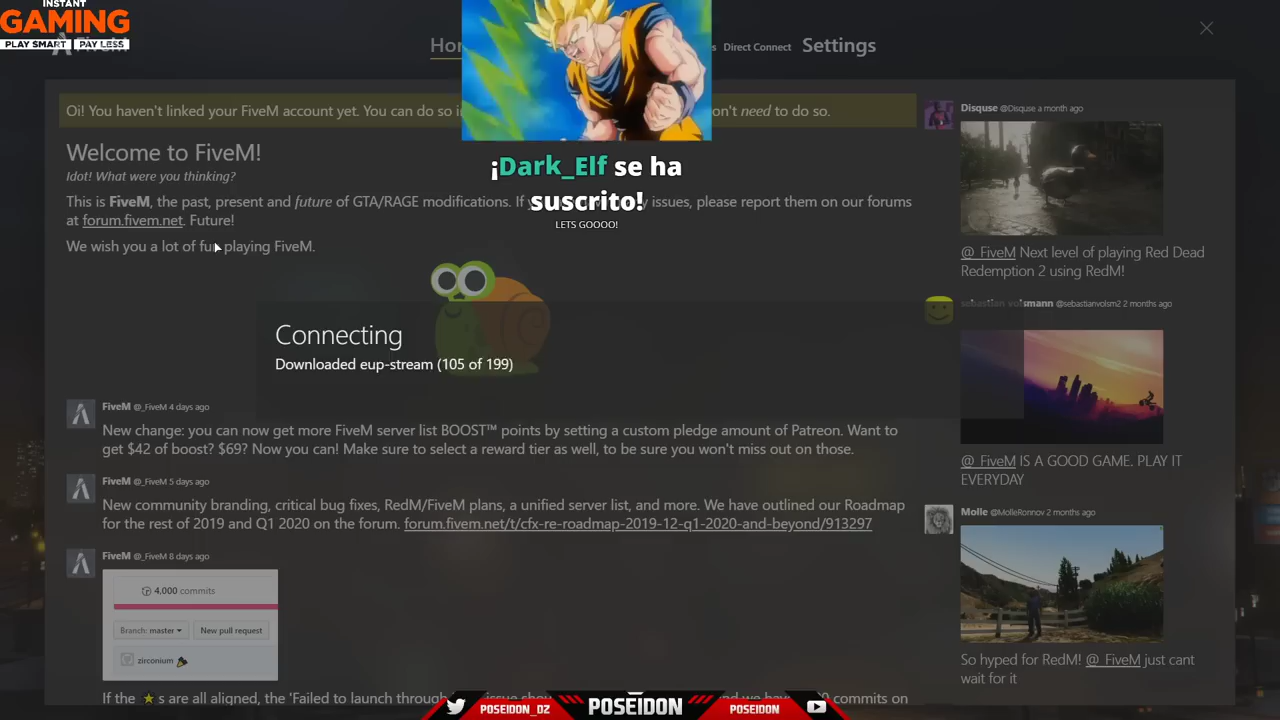 INSTANT
GAMING
PLAY SMART PAY LESS
Direct Connect
Settings
Oi! You haven't linked your FiveM account yet. You can do so
need to do so.
Welcome to FiveM!
Idot! What were you thinking?
This is FiveM, the past, present and future of GTA/RAGE modifications. If
issues, please report them on our forums
at forum.fivem.net. Future!
We wish you a lot of fun playing FiveM.
¡Dark_Elf se ha
suscrito!
LETS GOOOO!
Connecting
Downloaded eup-stream (105 of 199)
FiveM @_FiveM 4 days ago
New change: you can now get more FiveM server list BOOST™ points by setting a custom pledge amount of Patreon. Want to
get $42 of boost? $69? Now you can! Make sure to select a reward tier as well, to be sure you won't miss out on those.
FiveM @_FiveM 5 days ago
New community branding, critical bug fixes, RedM/FiveM plans, a unified server list, and more. We have outlined our Roadmap
for the rest of 2019 and Q1 2020 on the forum. forum.fivem.net/t/cfx-re-roadmap-2019-12-q1-2020-and-beyond/913297
FiveM @_FiveM 8 days ago
4,000 commits
Branch: master
New pull request
zirconium
If the s are all aligned, the 'Failed to launch through
commits on
Disquse @Disquse a month ago
@_FiveM Next level of playing Red Dead
Redemption 2 using RedM!
@sebastianvolsm2 2 months ago
@_FiveM IS A GOOD GAME. PLAY IT
EVERYDAY
Molle @MolleRonnov 2 months ago
So hyped for RedM! @_FiveM just cant
wait for it
POSEIDON_DZ
POSEIDON
POSEIDON